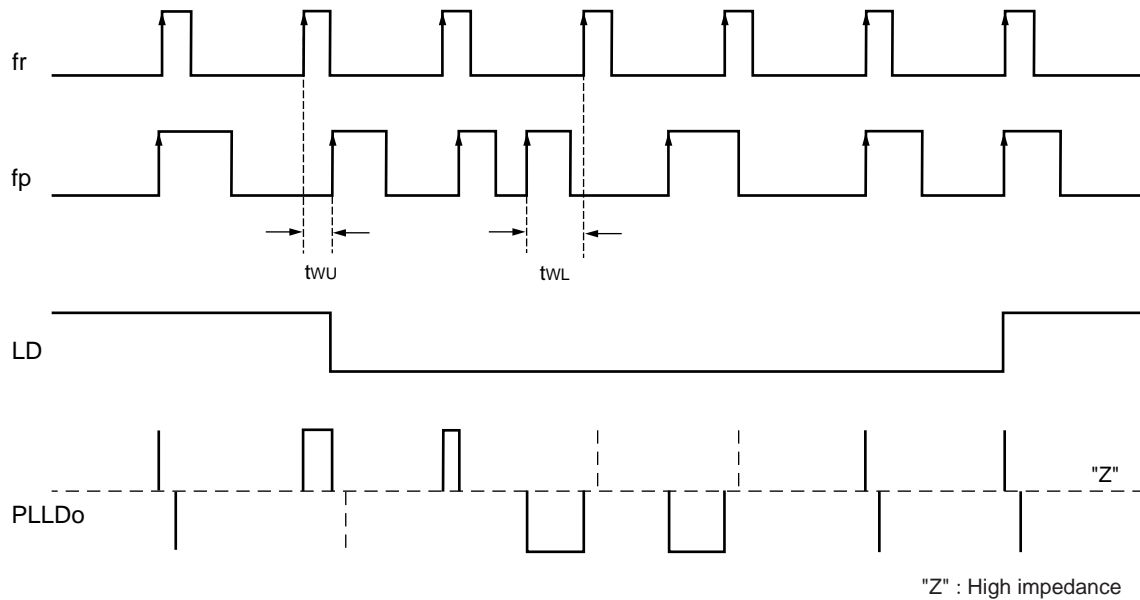 fr
fp
tWU
tWL
LD
"Z"
PLLDo
"Z" : High impedance